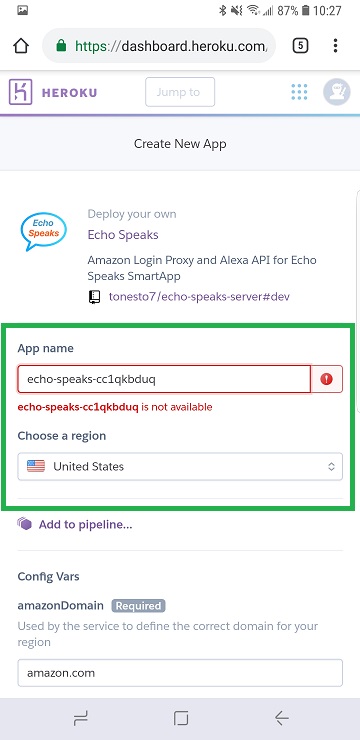 87% 10:27
https://dashboard.heroku.com/
5
HEROKU
Jump to
Create New App
Echo
Speaks
Deploy your own
Echo Speaks
Amazon Login Proxy and Alexa API for Echo
Speaks SmartApp
tonesto7/echo-speaks-server#dev
App name
echo-speaks-cc1qkbduq
echo-speaks-cc1qkbduq is not available
Choose a region
United States
Add to pipeline...
Config Vars
amazonDomain Required
Used by the service to define the correct domain for your
region
amazon.com